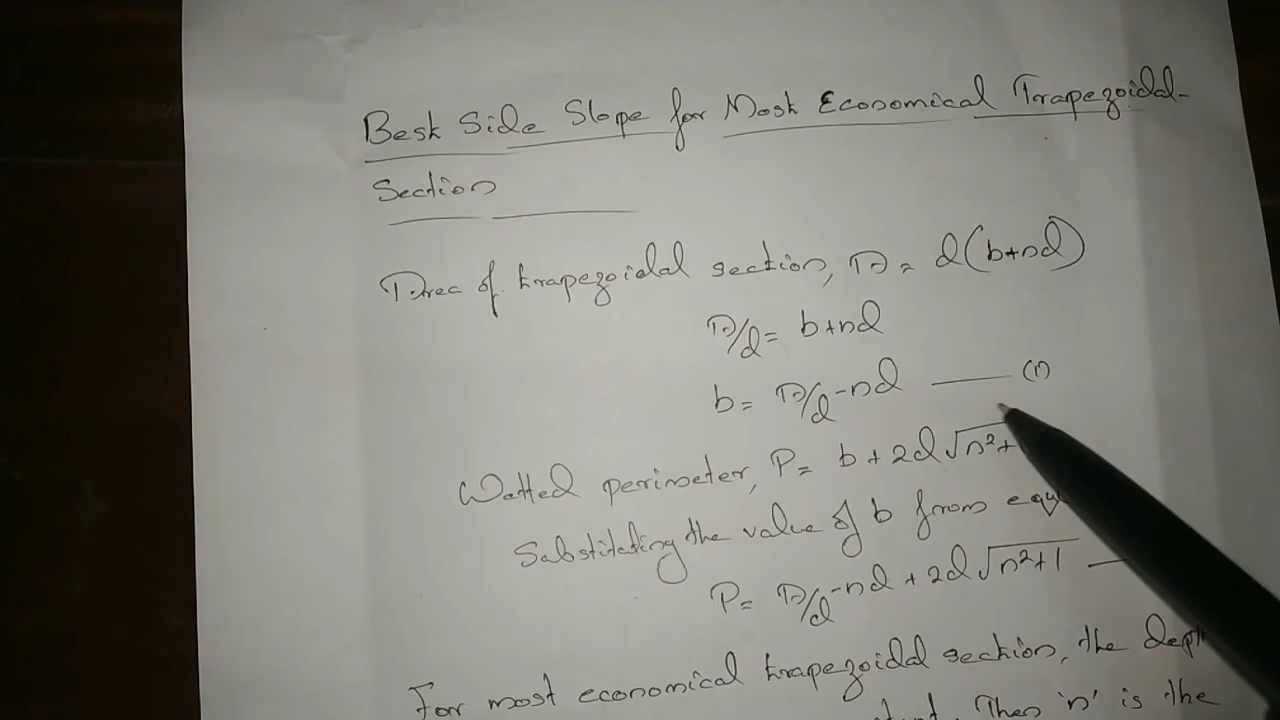 Best Side Slope for Most Economical Trapezoidal
Section
Area of trapezoidal section, A = d(b+nd)
A/d = b+nd
b = A/d - nd —— (1)
Wetted perimeter, P = b + 2d √n²+
Substituting the value of b from equ
P = A/d - nd + 2d √n²+1 —
For most economical trapezoidal section, the dept
Then 'n' is the